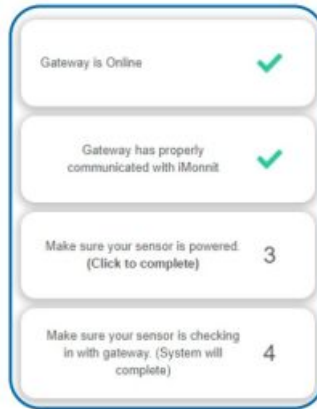 Gateway is Online
Gateway has properly
communicated with iMonnit
Make sure your sensor is powered.
(Click to complete)
3
Make sure your sensor is checking
in with gateway. (System will
complete)
4